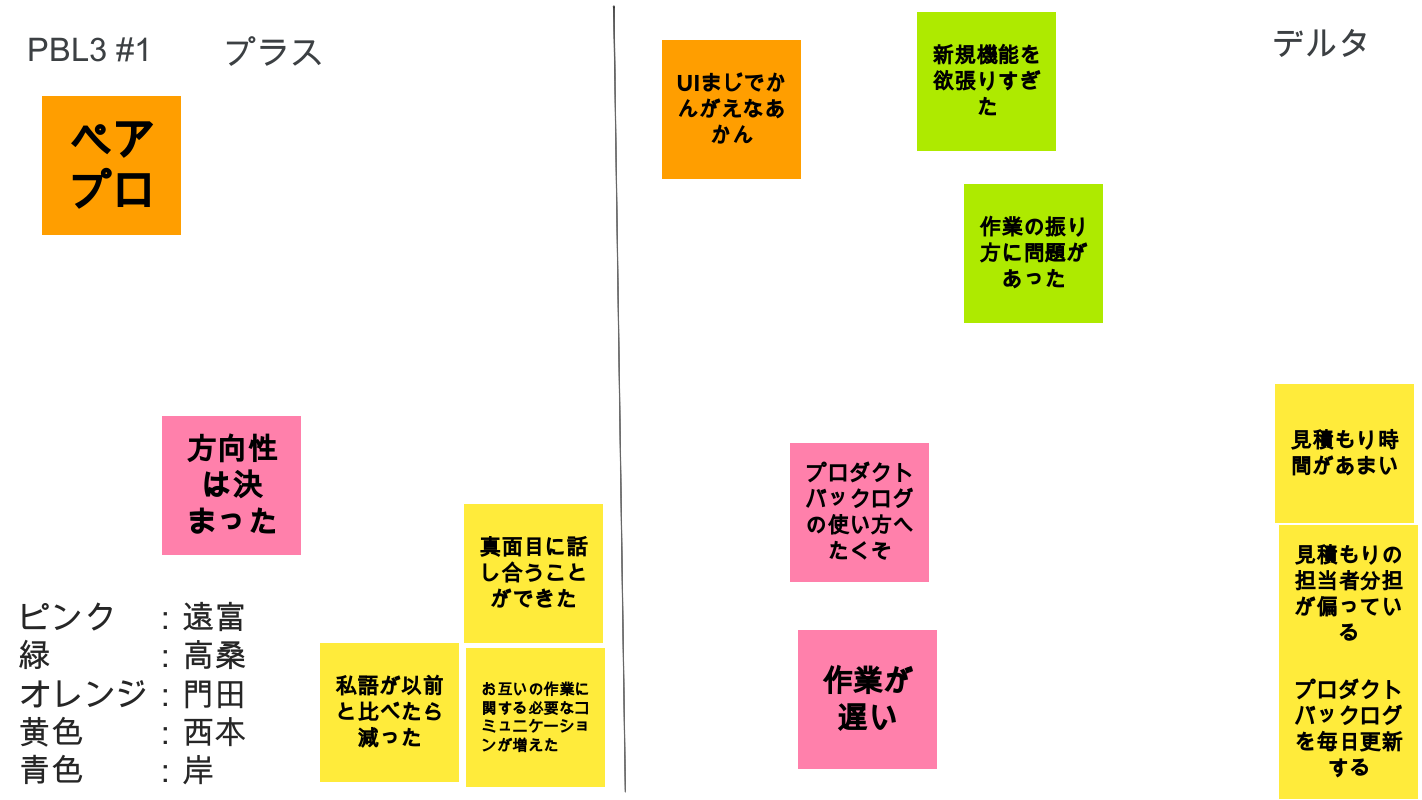 PBL3 #1 プラス
ペア
プロ
方向性
は決
まった
真面目に話
し合うこと
ができた
私語が以前
と比べたら
減った
お互いの作業に
関する必要なコ
ミュニケーショ
ンが増えた
ピンク : 遠富
緑 : 高桑
オレンジ : 門田
黄色 : 西本
青色 : 岸
デルタ
UIまじでか
んがえなあ
かん
新規機能を
欲張りすぎ
た
作業の振り
方に問題が
あった
プロダクト
バックログ
の使い方へ
たくそ
作業が
遅い
見積もり時
間があまい
見積もりの
担当者分担
が偏ってい
る
プロダクト
バックログ
を毎日更新
する